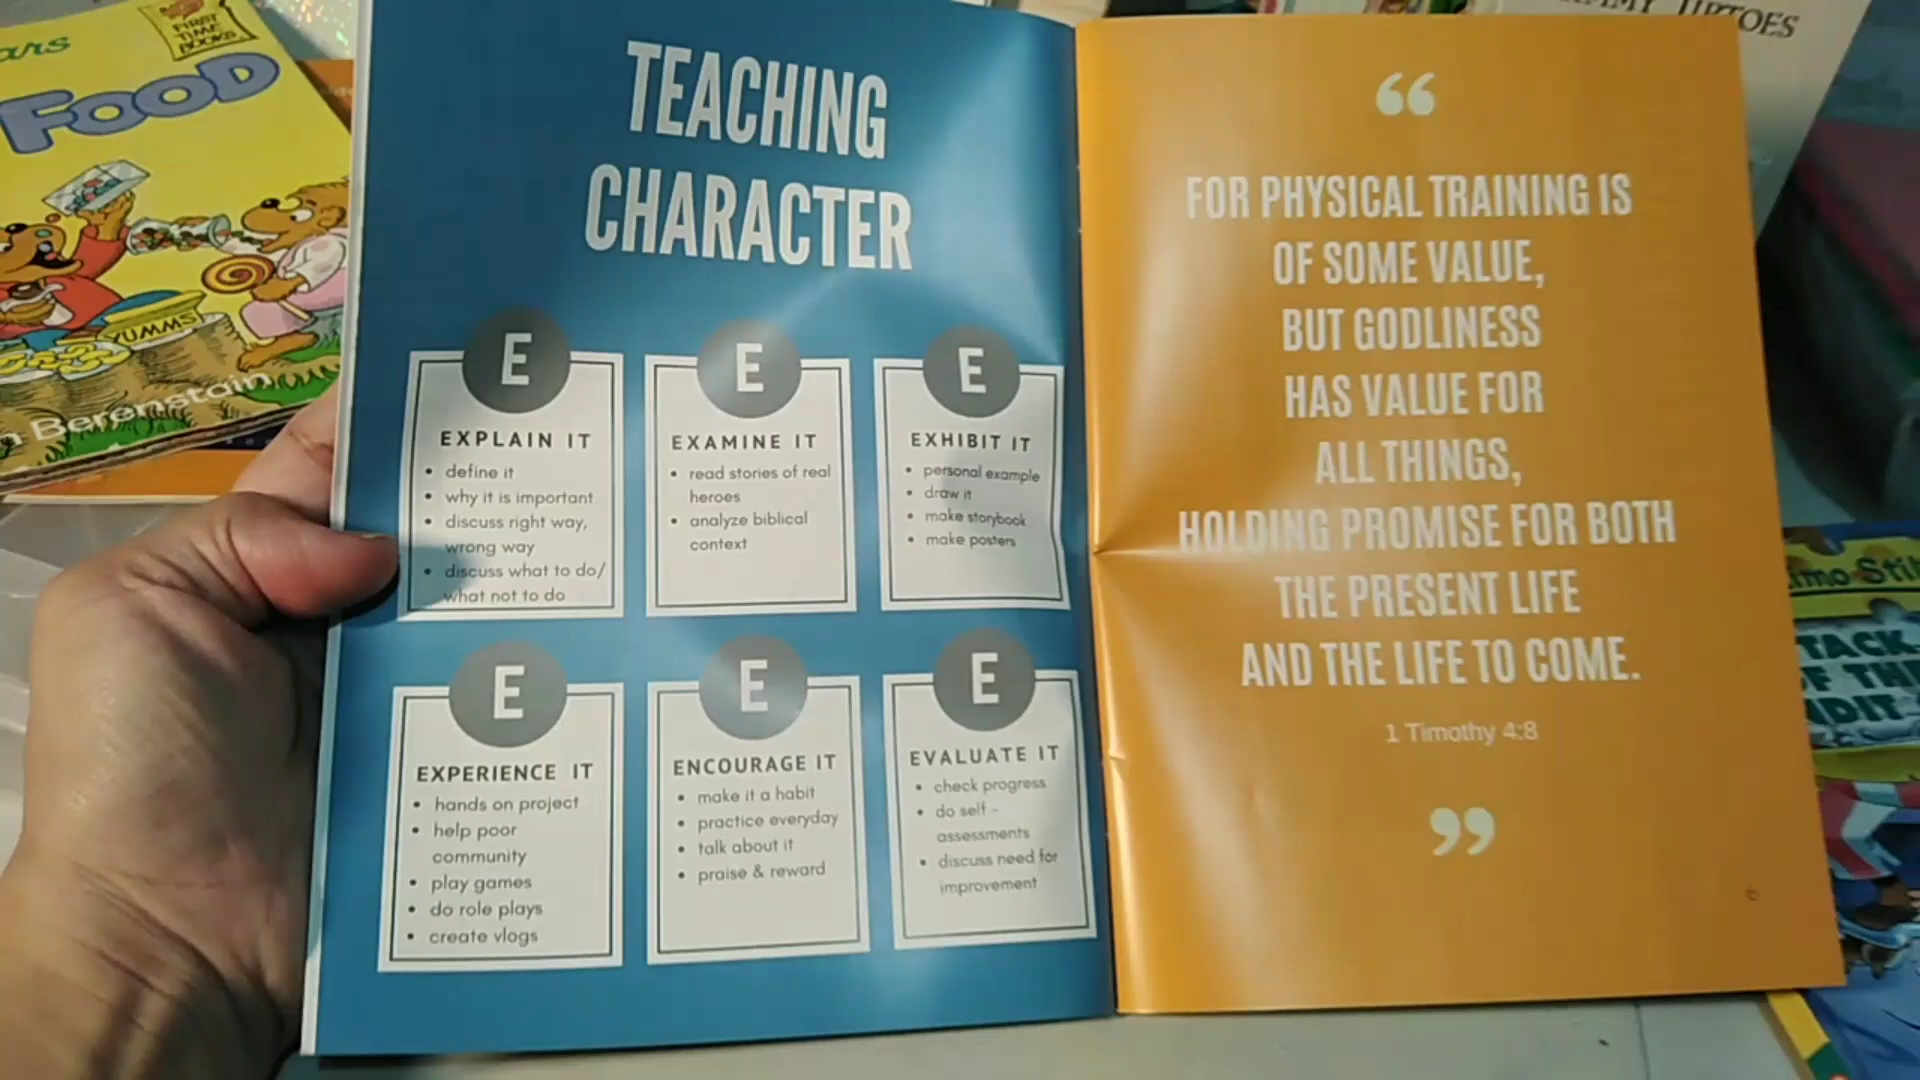 FIRST
TIME
BOOKS
FOOD
YUMMS
Berenstain
TEACHING
CHARACTER
E
EXPLAIN IT
• define it
• why it is important
• discuss right way,
wrong way
• discuss what to do/
what not to do
E
EXAMINE IT
• read stories of real
heroes
• analyze biblical
context
E
EXHIBIT IT
• personal example
• draw it
• make storybook
• make posters
E
EXPERIENCE IT
• hands on project
• help poor
community
• play games
• do role plays
• create vlogs
E
ENCOURAGE IT
• make it a habit
• practice everyday
• talk about it
• praise & reward
E
EVALUATE IT
• check progress
• do self -
assessments
• discuss need for
improvement
“
FOR PHYSICAL TRAINING IS
OF SOME VALUE,
BUT GODLINESS
HAS VALUE FOR
ALL THINGS,
HOLDING PROMISE FOR BOTH
THE PRESENT LIFE
AND THE LIFE TO COME.
1 Timothy 4:8
”
TIPTOES